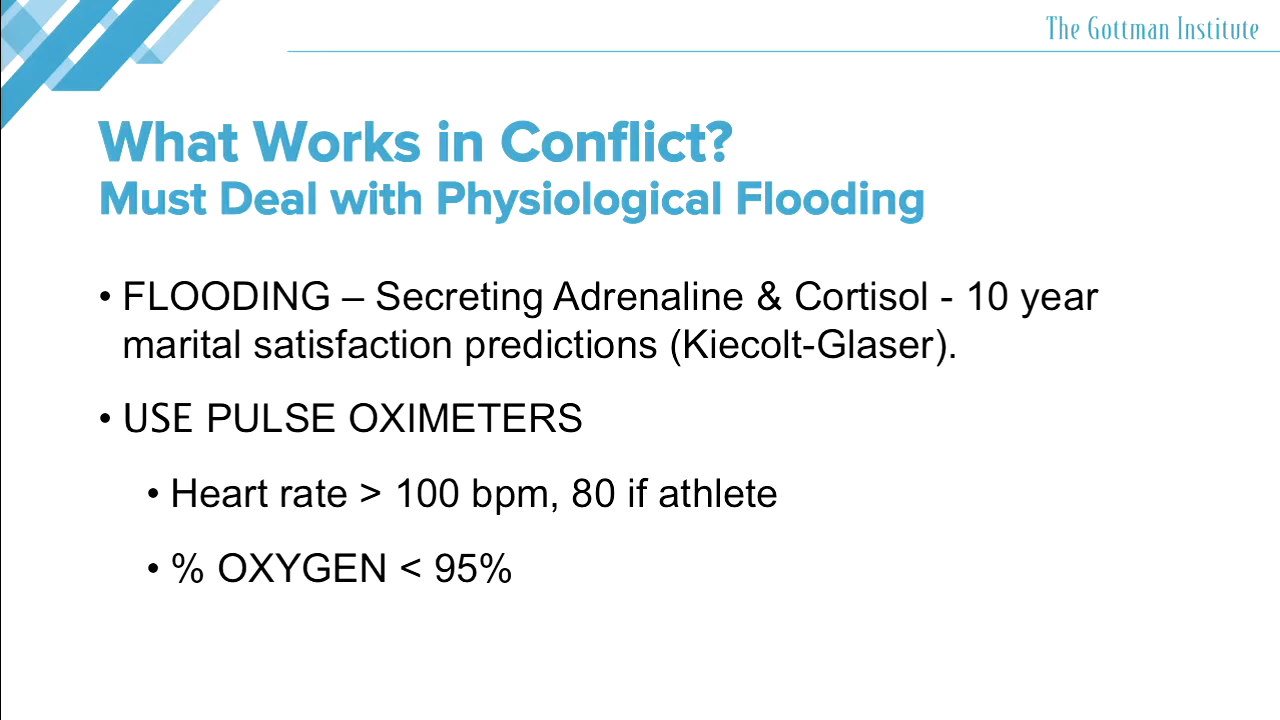 The Gottman Institute
What Works in Conflict?
Must Deal with Physiological Flooding
• FLOODING – Secreting Adrenaline & Cortisol - 10 year
marital satisfaction predictions (Kiecolt-Glaser).
• USE PULSE OXIMETERS
• Heart rate > 100 bpm, 80 if athlete
• % OXYGEN < 95%